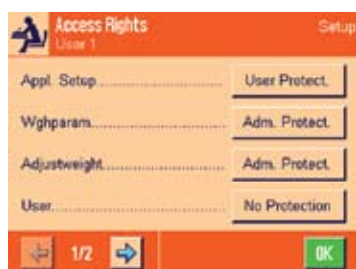 Access Rights Setup
User 1
Appl. Setup User Protect.
Wghparam Adm. Protect.
Adjustweight Adm. Protect.
User No Protection
1/2 OK